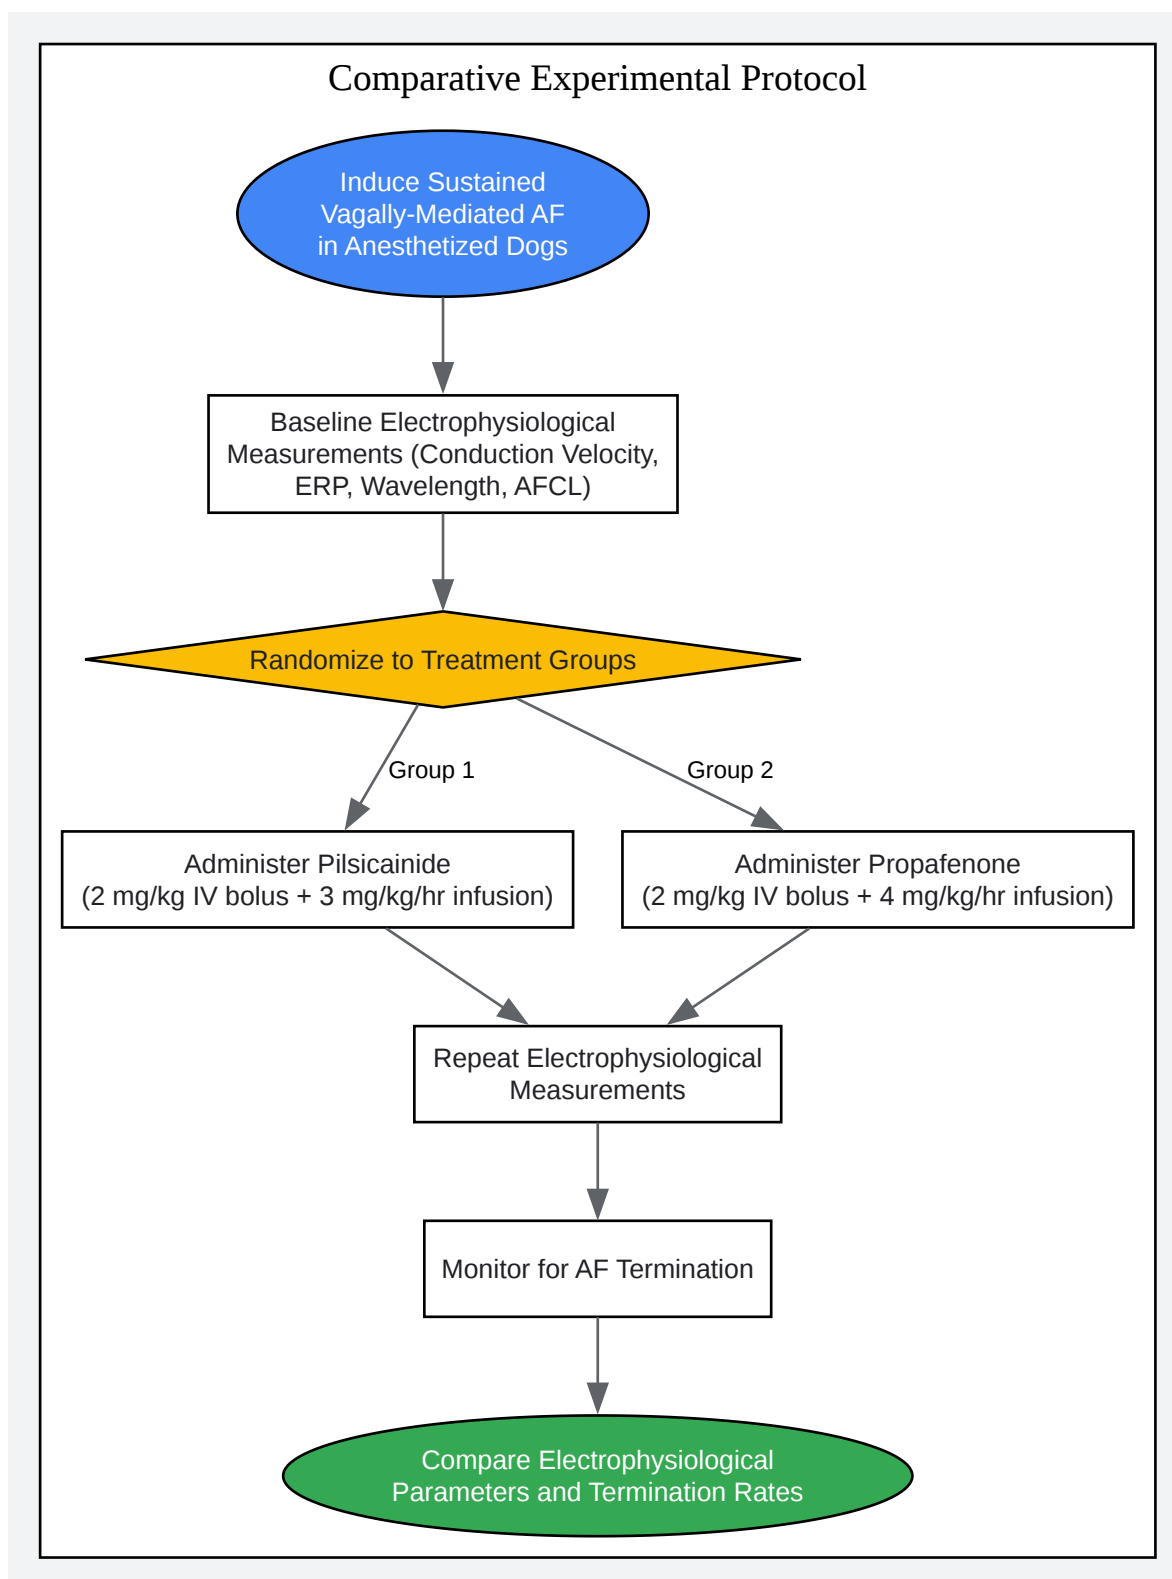 Comparative Experimental Protocol
Induce Sustained
Vagally-Mediated AF
in Anesthetized Dogs
Baseline Electrophysiological
Measurements (Conduction Velocity,
ERP, Wavelength, AFCL)
Randomize to Treatment Groups
Group 1
Group 2
Administer Pilsicainide
(2 mg/kg IV bolus + 3 mg/kg/hr infusion)
Administer Propafenone
(2 mg/kg IV bolus + 4 mg/kg/hr infusion)
Repeat Electrophysiological
Measurements
Monitor for AF Termination
Compare Electrophysiological
Parameters and Termination Rates